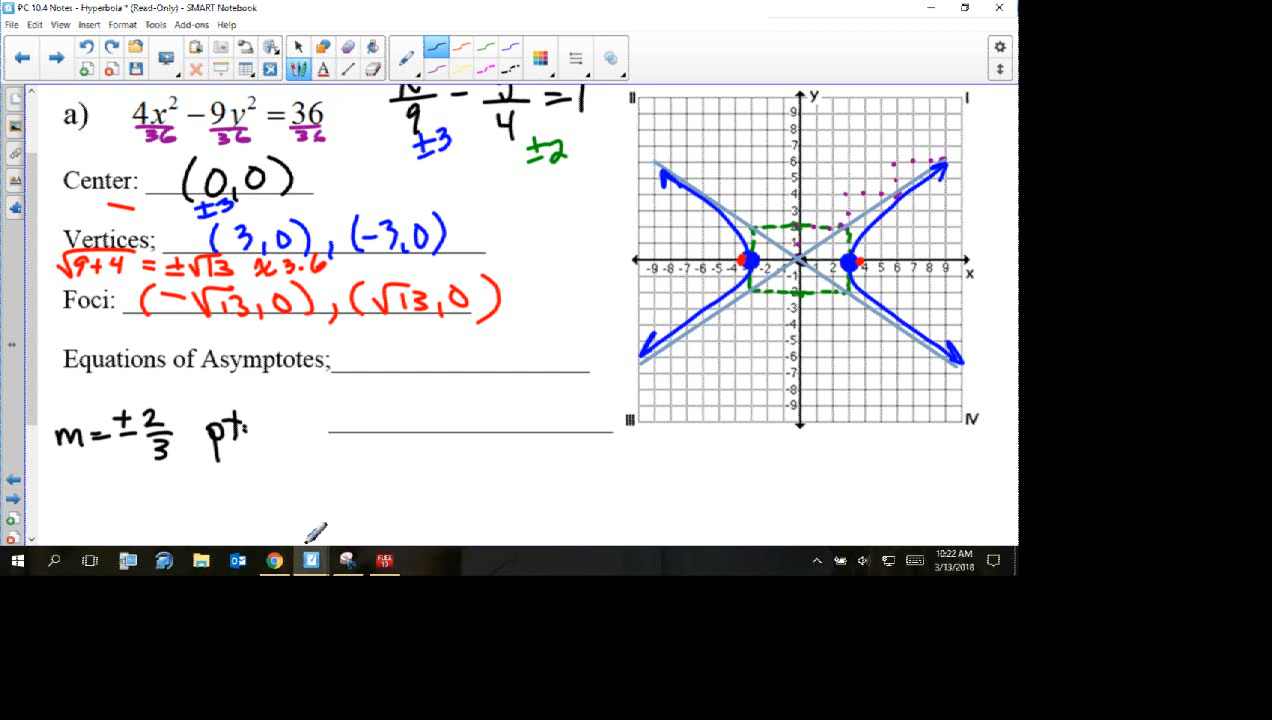 PC 10.4 Notes - Hyperbola * (Read-Only) - SMART Notebook
File Edit View Insert Format Tools Add-ons Help
a) 4x² − 9y² = 36
36 36 36
9 − 4 = 1
±3 ±2
Center: (0,0)
±3
Vertices; (3,0), (-3,0)
√9+4 = ±√13 ≈ 3.6
Foci: (-√13,0), (√13,0)
Equations of Asymptotes;
m = ± 2/3 pt:
II y I
9
8
7
6
5
4
3
2
1
-9 -8 -7 -6 -5 -4 -2 -1 1 2 4 5 6 7 8 9 x
-1
-2
-3
-4
-5
-6
-7
-8
-9
III IV
10:22 AM
3/13/2018